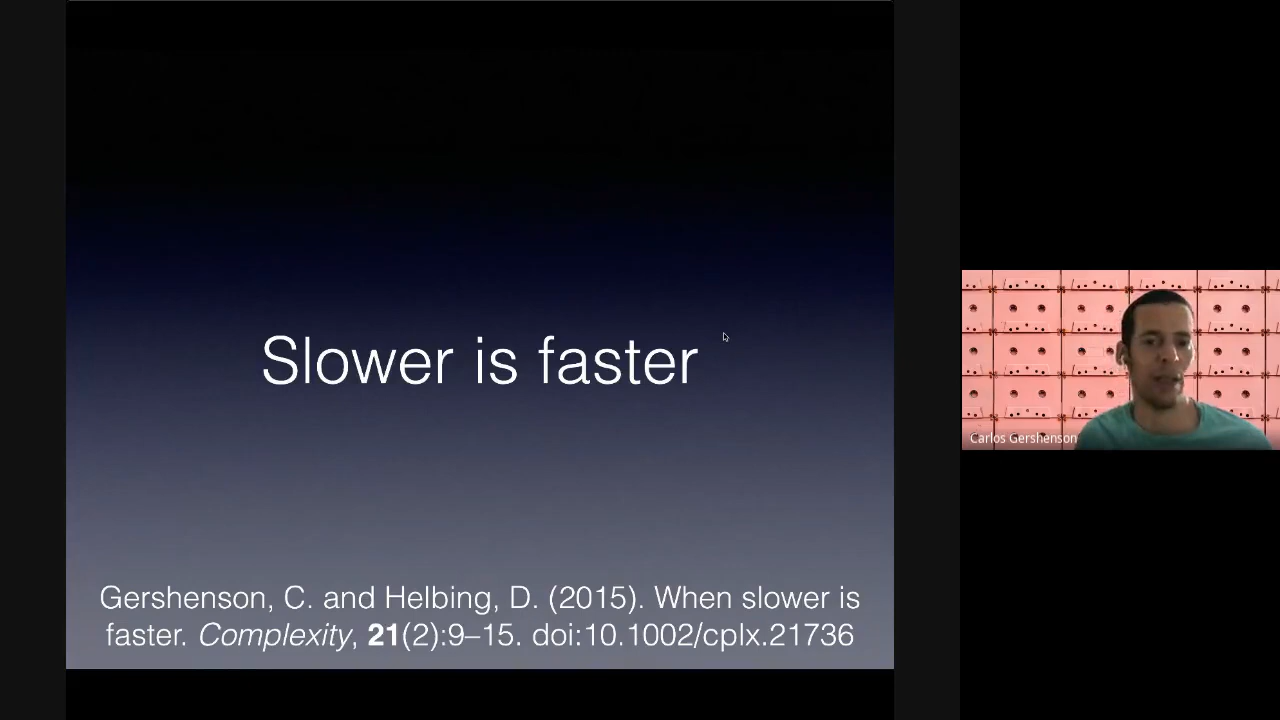 Slower is faster
Gershenson, C. and Helbing, D. (2015). When slower is
faster. Complexity, 21(2):9–15. doi:10.1002/cplx.21736
Carlos Gershenson